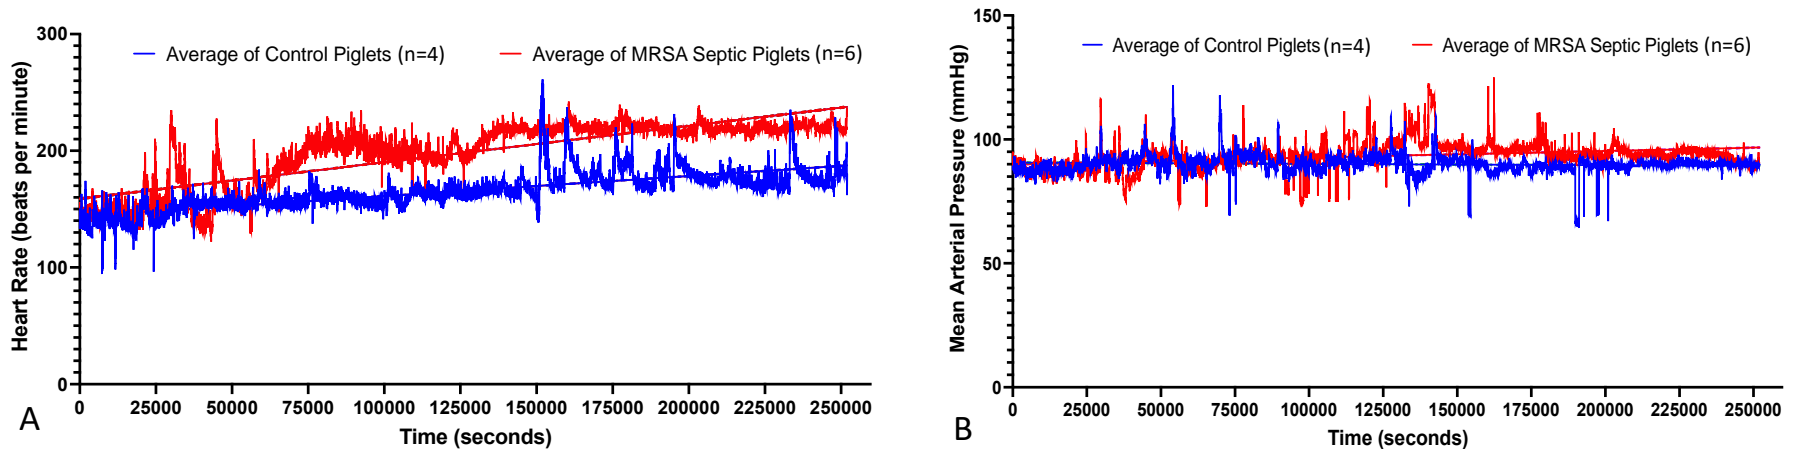 300
200
100
0
Heart Rate (beats per minute)
Average of Control Piglets (n=4)
Average of MRSA Septic Piglets (n=6)
0 25000 50000 75000 100000 125000 150000 175000 200000 225000 250000
Time (seconds)
A
150
100
50
0
Mean Arterial Pressure (mmHg)
Average of Control Piglets (n=4)
Average of MRSA Septic Piglets (n=6)
0 25000 50000 75000 100000 125000 150000 175000 200000 225000 250000
Time (seconds)
B